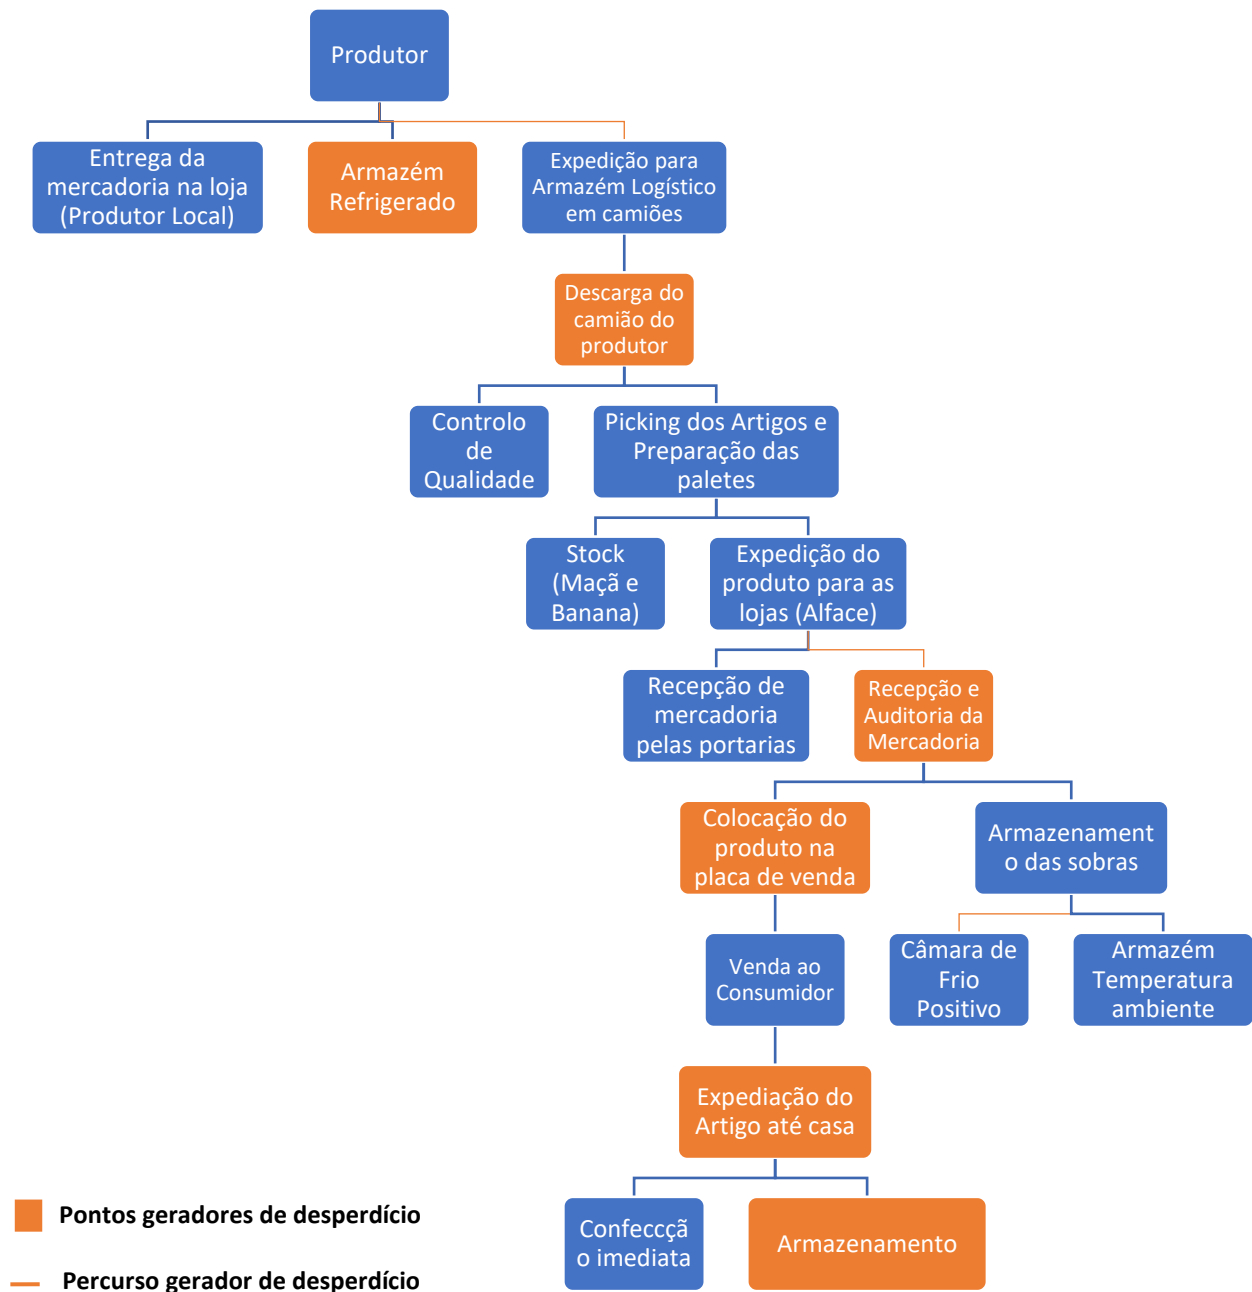 Produtor
Entrega da
mercadoria na loja
(Produtor Local)
Armazém
Refrigerado
Expedição para
Armazém Logístico
em camiões
Descarga do
camião do
produtor
Controlo
de
Qualidade
Picking dos Artigos e
Preparação das
paletes
Stock
(Maçã e
Banana)
Expedição do
produto para as
lojas (Alface)
Recepção de
mercadoria
pelas portarias
Recepção e
Auditoria da
Mercadoria
Colocação do
produto na
placa de venda
Armazenament
o das sobras
Venda ao
Consumidor
Câmara de
Frio
Positivo
Armazém
Temperatura
ambiente
Expediação do
Artigo até casa
Confeccçã
o imediata
Armazenamento
Pontos geradores de desperdício
Percurso gerador de desperdício